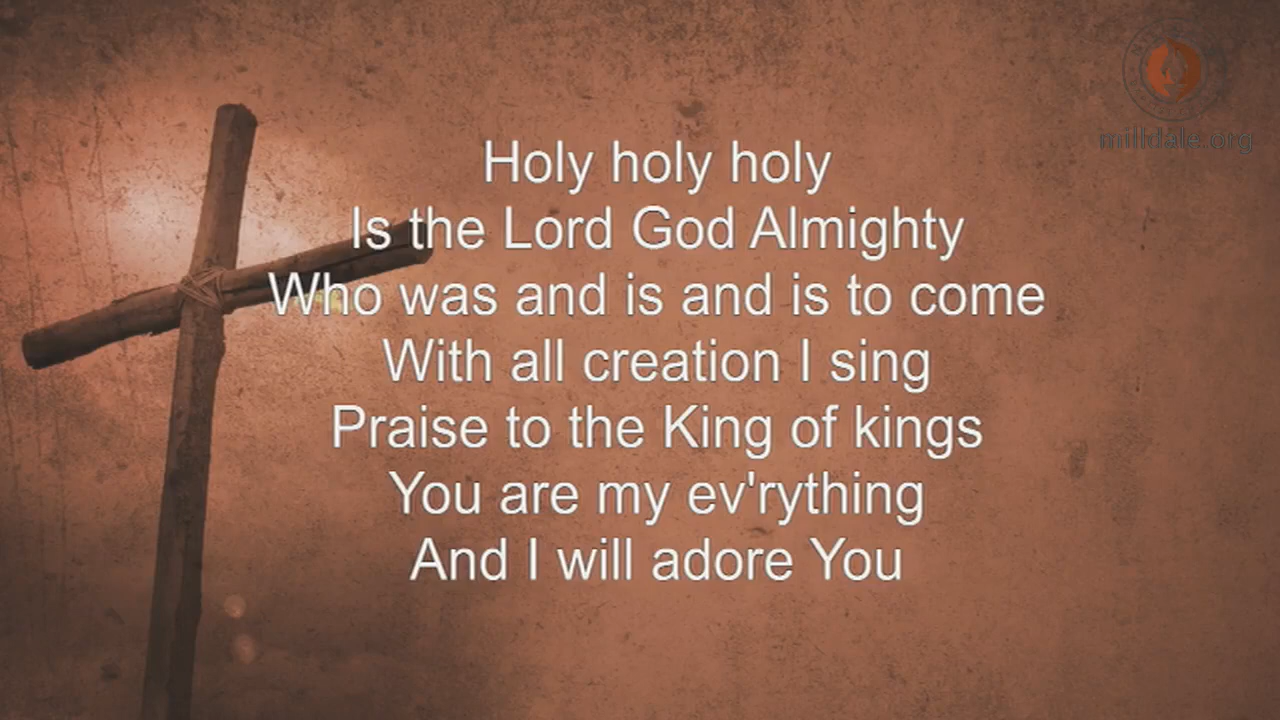 milldale.org
Holy holy holy
Is the Lord God Almighty
Who was and is and is to come
With all creation I sing
Praise to the King of kings
You are my ev'rything
And I will adore You